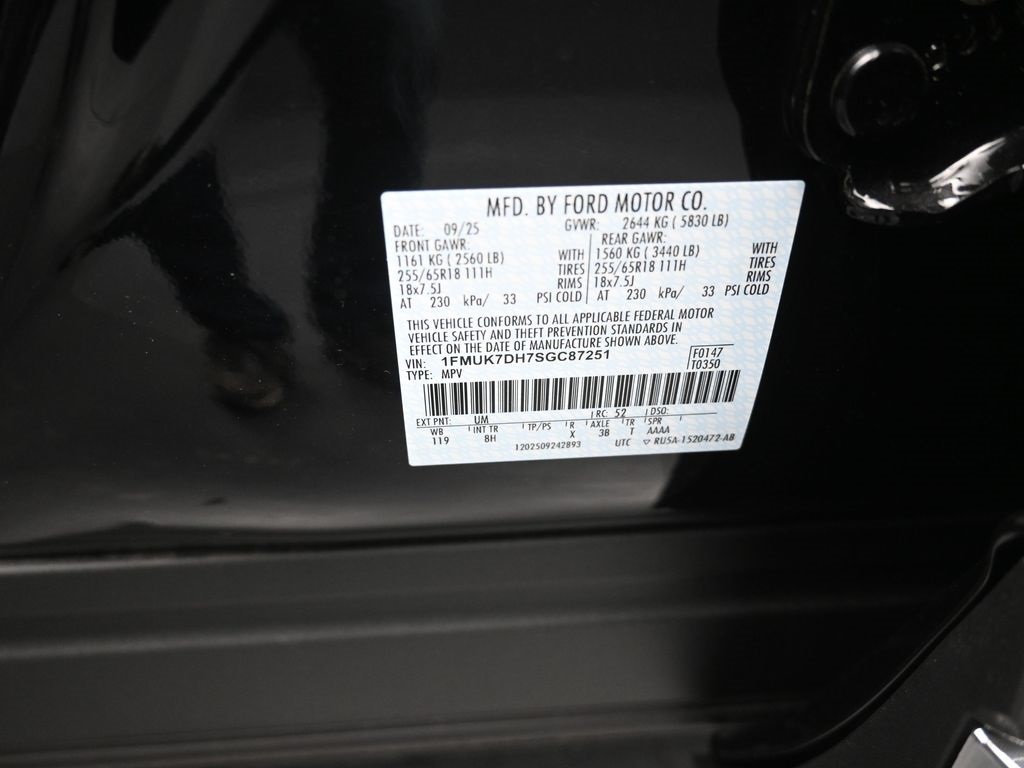 MFD. BY FORD MOTOR CO.
DATE: 09/25 GVWR: 2644 KG ( 5830 LB)
FRONT GAWR: REAR GAWR:
1161 KG ( 2560 LB) WITH 1560 KG ( 3440 LB) WITH
255/65R18 111H TIRES 255/65R18 111H TIRES
18x7.5J RIMS 18x7.5J RIMS
AT 230 kPa/ 33 PSI COLD AT 230 kPa/ 33 PSI COLD
THIS VEHICLE CONFORMS TO ALL APPLICABLE FEDERAL MOTOR
VEHICLE SAFETY AND THEFT PREVENTION STANDARDS IN
EFFECT ON THE DATE OF MANUFACTURE SHOWN ABOVE.
VIN: 1FMUK7DH7SGC87251 F0147
TYPE: MPV T0350
EXT PNT: UM RC: 52 DSO:
WB INT TR TP/PS R AXLE TR SPR
119 8H X 3B T AAAA
1202509242893 UTC ▽ RU5A-1520472-AB